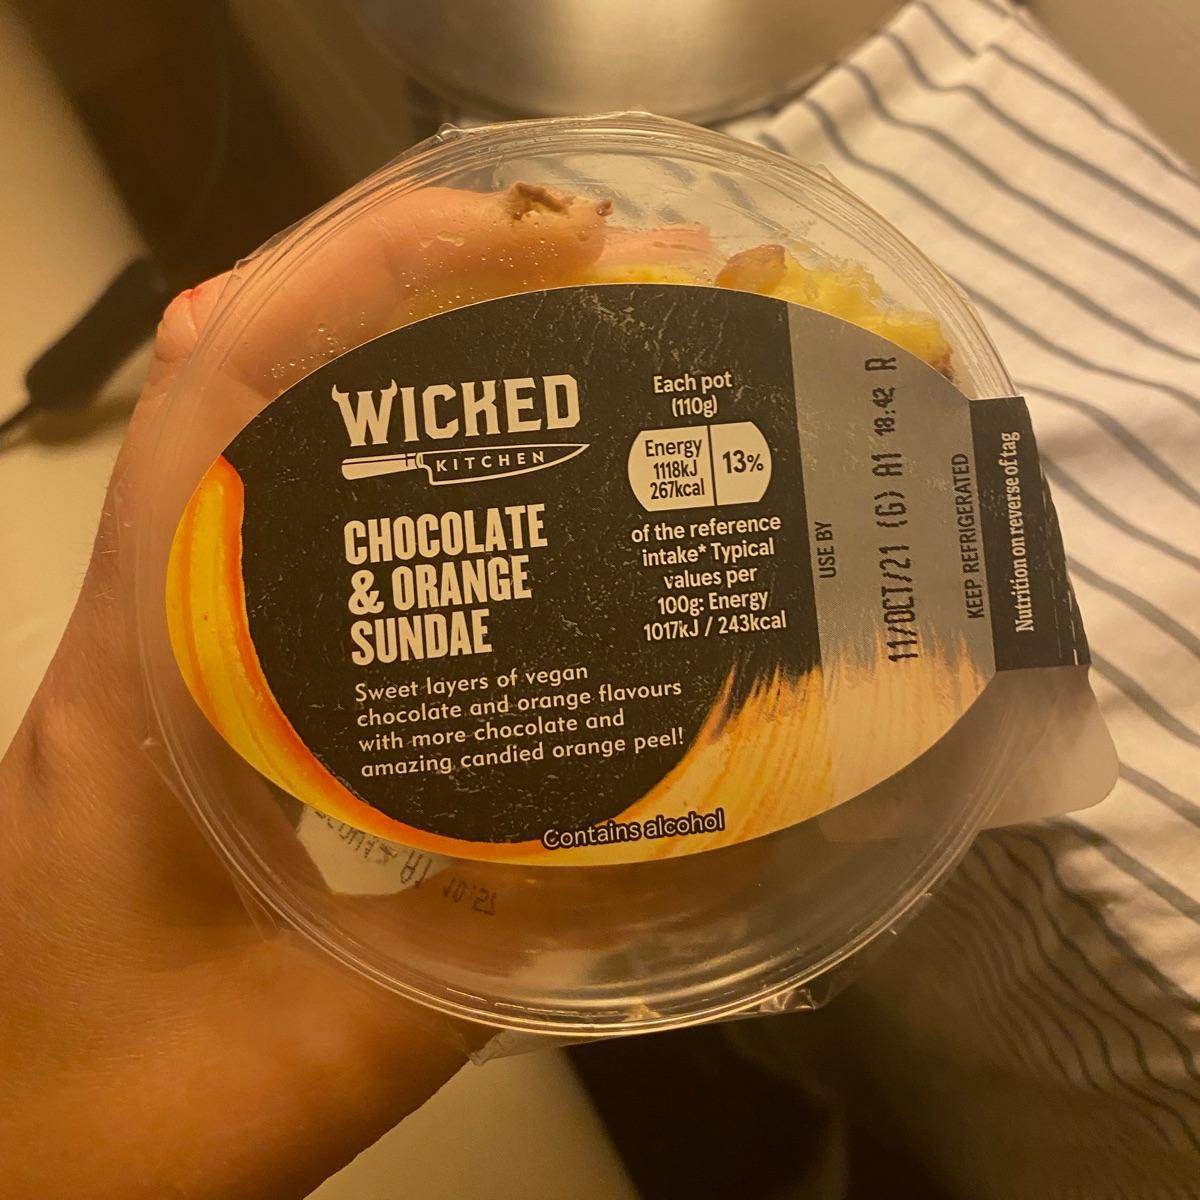 WICKED
KITCHEN
CHOCOLATE
& ORANGE
SUNDAE
Sweet layers of vegan
chocolate and orange flavours
with more chocolate and
amazing candied orange peel!
Contains alcohol
Each pot
(110g)
Energy
1118kJ
267kcal
13%
of the reference
intake* Typical
values per
100g: Energy
1017kJ / 243kcal
USE BY
11/OCT/21 (G) A1 18:42 R
KEEP REFRIGERATED
Nutrition on reverse of tag